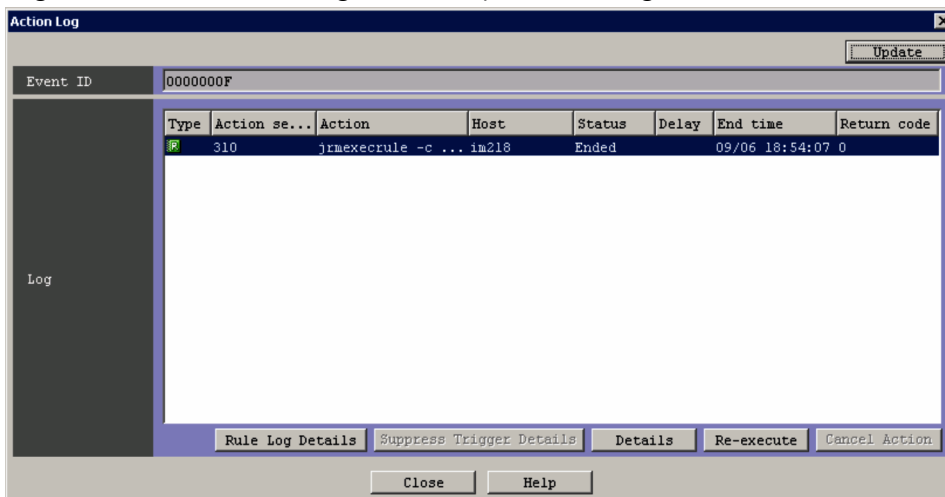 Action Log
Update
Event ID 0000000F
Type Action se... Action Host Status Delay End time Return code
310 jrmexecrule -c ... im218 Ended 09/06 18:54:07 0
Log
Rule Log Details Suppress Trigger Details Details Re-execute Cancel Action
Close Help